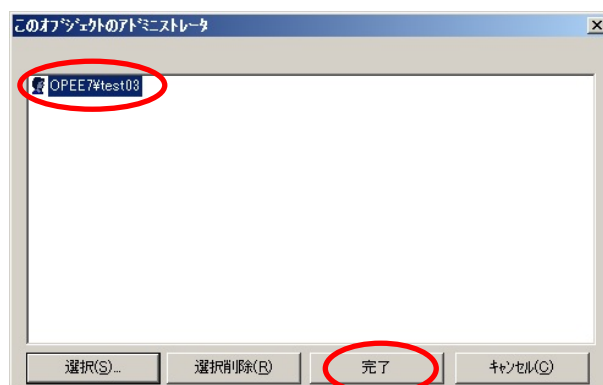 このｵﾌﾞｼﾞｪｸﾄのｱﾄﾞﾐﾆｽﾄﾚｰﾀ
OPEE7¥test03
選択(S)...
選択削除(R)
完了
ｷｬﾝｾﾙ(C)